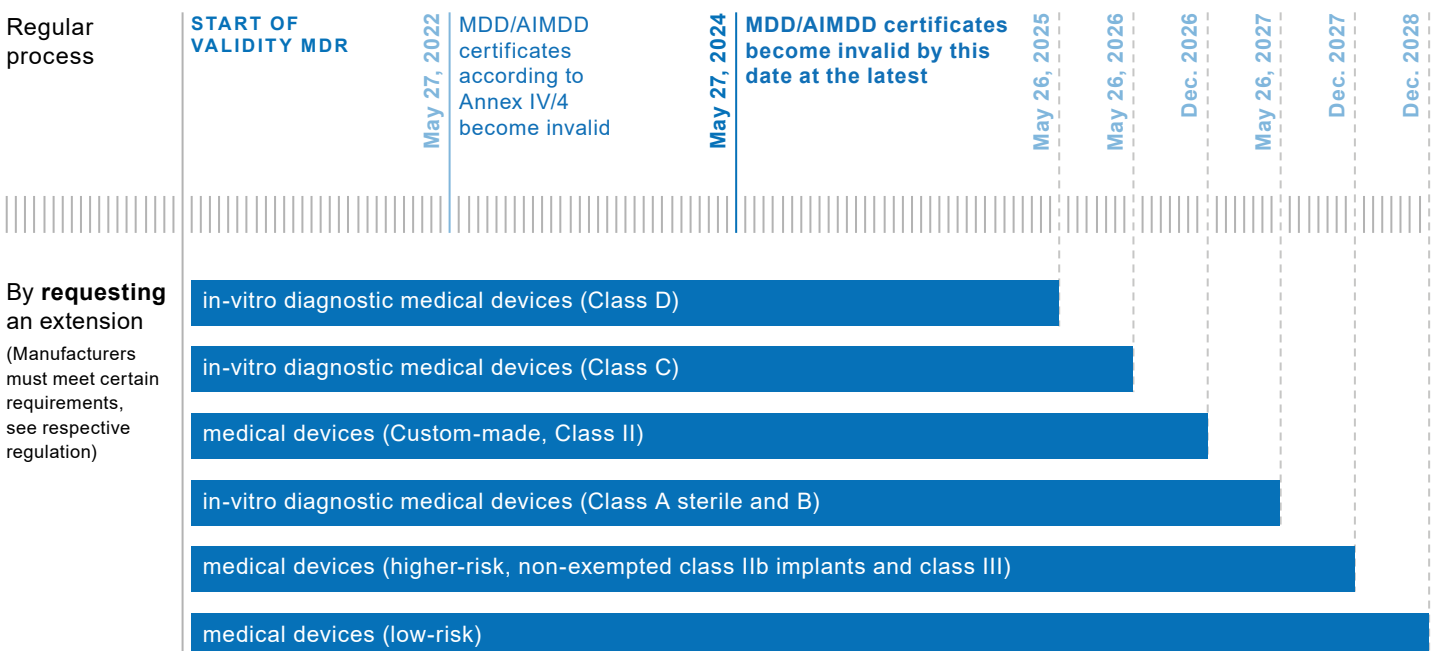 Regular
process
START OF
VALIDITY MDR
May 27, 2022
MDD/AIMDD
certificates
according to
Annex IV/4
become invalid
May 27, 2024
MDD/AIMDD certificates
become invalid by this
date at the latest
May 26, 2025
May 26, 2026
Dec. 2026
May 26, 2027
Dec. 2027
Dec. 2028
By requesting
an extension
(Manufacturers
must meet certain
requirements,
see respective
regulation)
in-vitro diagnostic medical devices (Class D)
in-vitro diagnostic medical devices (Class C)
medical devices (Custom-made, Class II)
in-vitro diagnostic medical devices (Class A sterile and B)
medical devices (higher-risk, non-exempted class IIb implants and class III)
medical devices (low-risk)